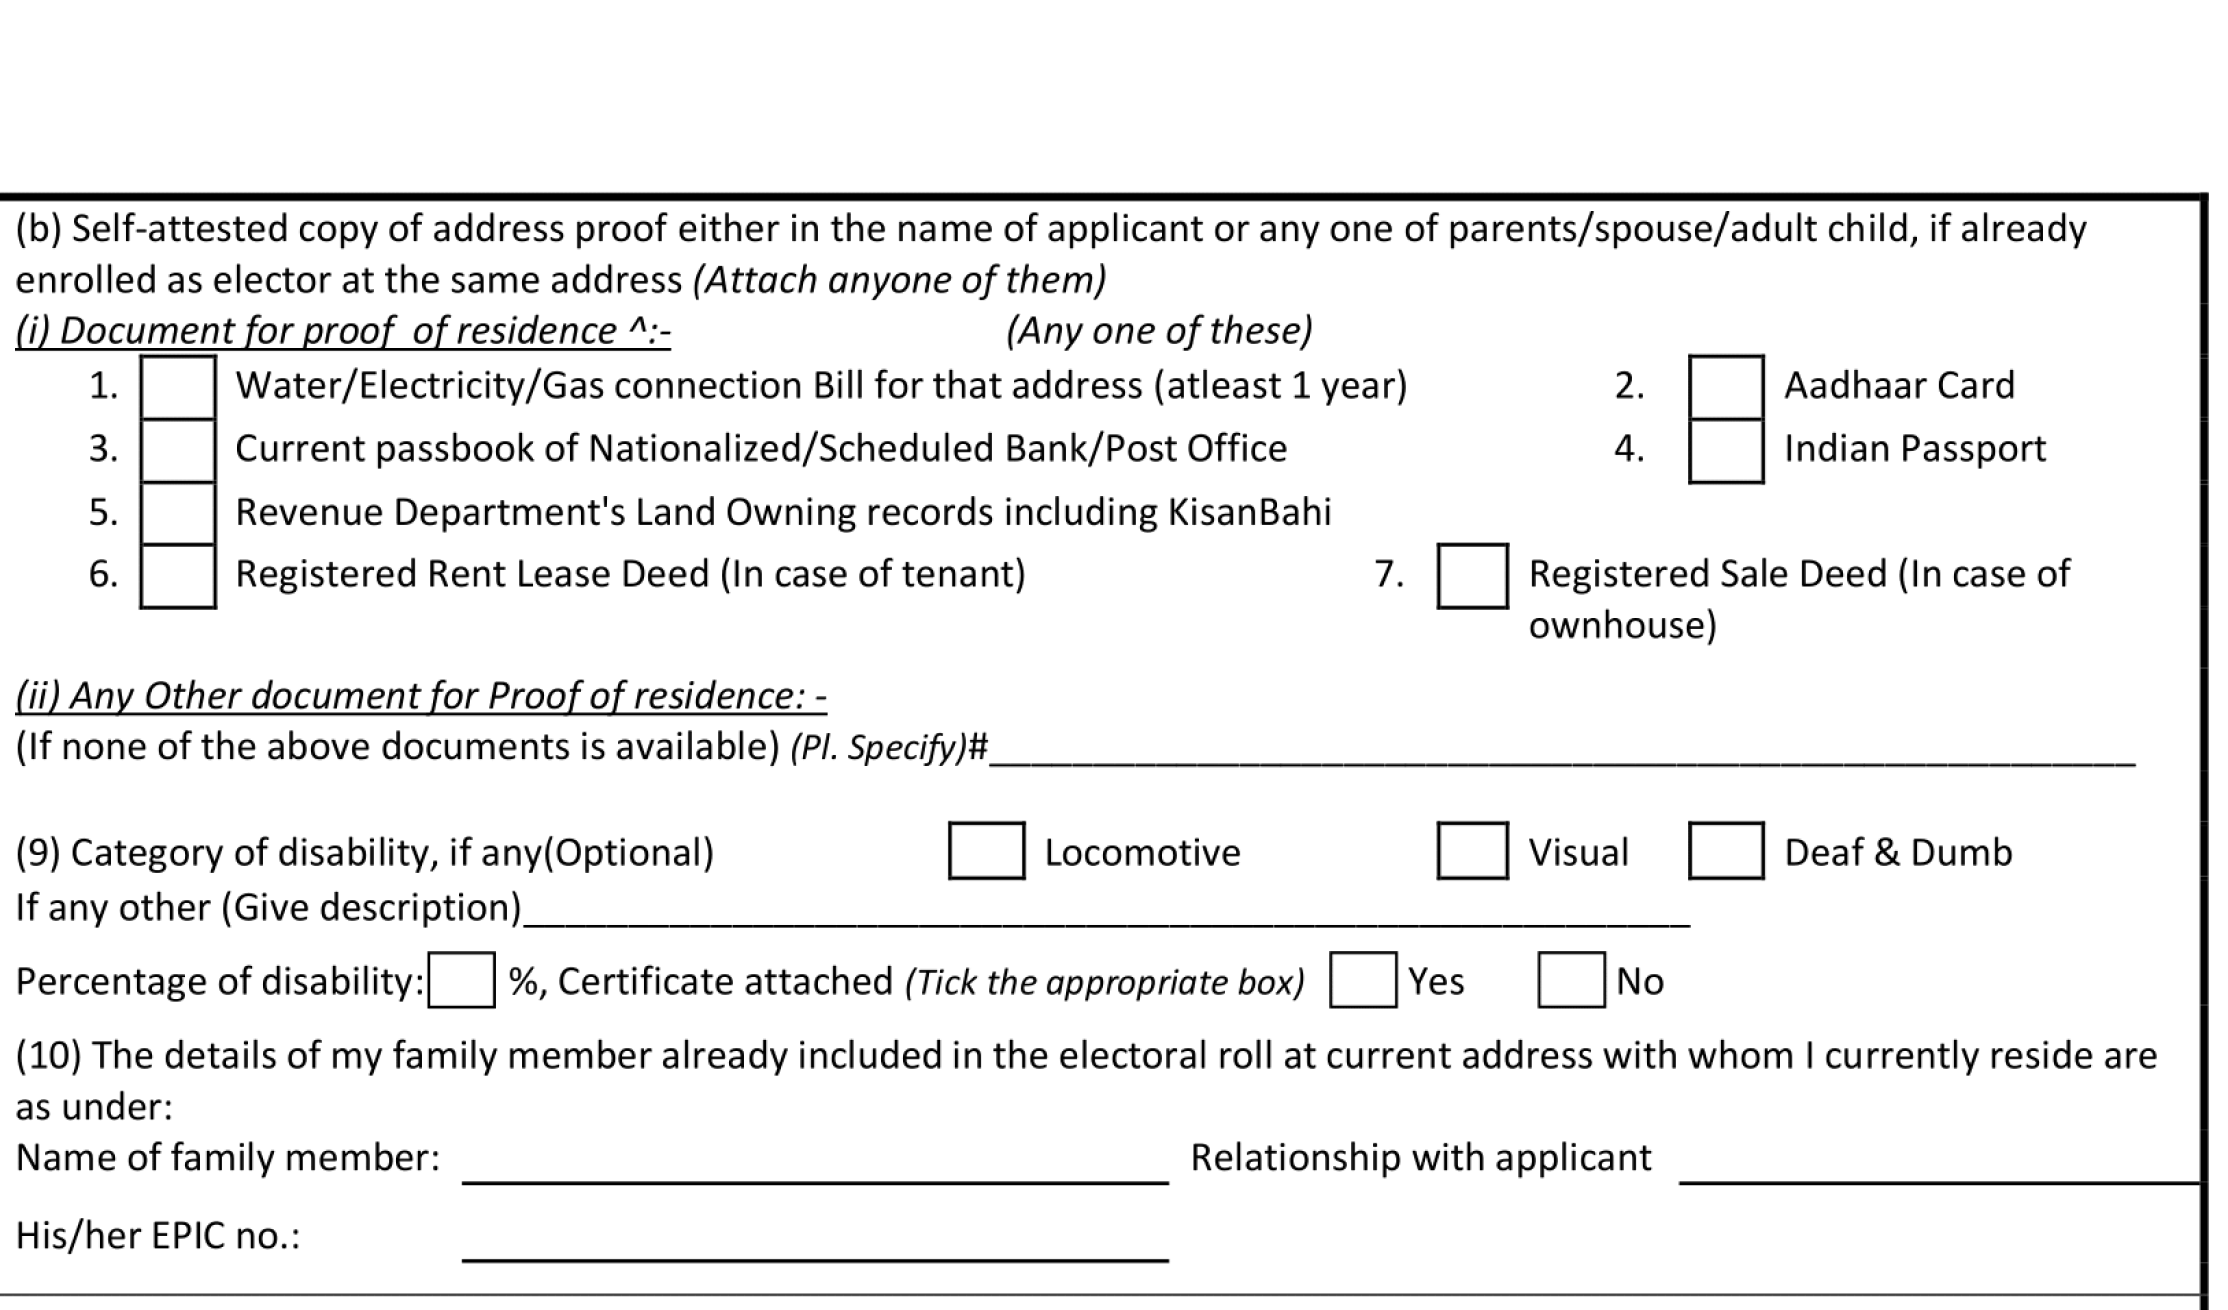 (b) Self-attested copy of address proof either in the name of applicant or any one of parents/spouse/adult child, if already
enrolled as elector at the same address (Attach anyone of them)
(i) Document for proof of residence ^:- (Any one of these)
1. Water/Electricity/Gas connection Bill for that address (atleast 1 year) 2. Aadhaar Card
3. Current passbook of Nationalized/Scheduled Bank/Post Office 4. Indian Passport
5. Revenue Department's Land Owning records including KisanBahi
6. Registered Rent Lease Deed (In case of tenant) 7. Registered Sale Deed (In case of
ownhouse)
(ii) Any Other document for Proof of residence: -
(If none of the above documents is available) (Pl. Specify)#
(9) Category of disability, if any(Optional) Locomotive Visual Deaf & Dumb
If any other (Give description)
Percentage of disability: %, Certificate attached (Tick the appropriate box) Yes No
(10) The details of my family member already included in the electoral roll at current address with whom I currently reside are
as under:
Name of family member: Relationship with applicant
His/her EPIC no.: